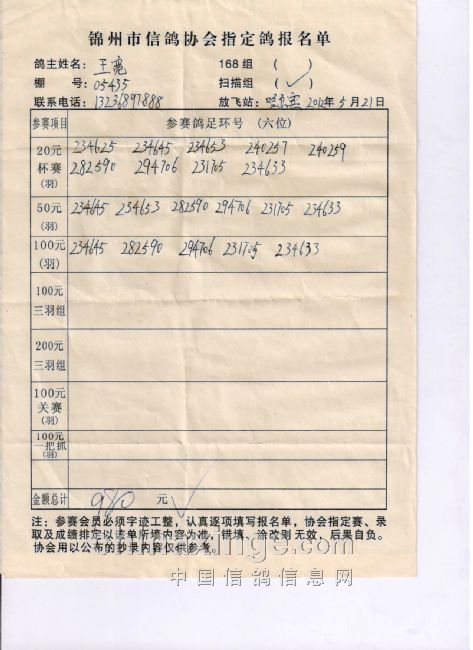 锦州市信鸽协会指定鸽报名单
鸽主姓名： 王亮 168组 （ ）
棚 号： 05435 扫描组 （✓）
联系电话： 13236897888 放飞站： 哈尔滨 2012年5月21日
参赛项目 参赛鸽足环号（六位）
20元 234625 234645 234653 240257 240259
杯赛 282590 294706 231705 234633
（羽）
50元 234645 234653 282590 294706 231705 234633
（羽）
100元 234645 282590 294706 231705 234633
（羽）
100元
三羽组
200元
三羽组
100元
关赛
（羽）
100元
一把抓
（羽）
金额总计 980 元 ✓
注：参赛会员必须字迹工整，认真逐项填写报名单，协会指定赛、录
取及成绩排定以该单所填内容为准，错填、涂改则无效，后果自负。
协会用以公布的抄录内容仅供参考。
中国信鸽信息网